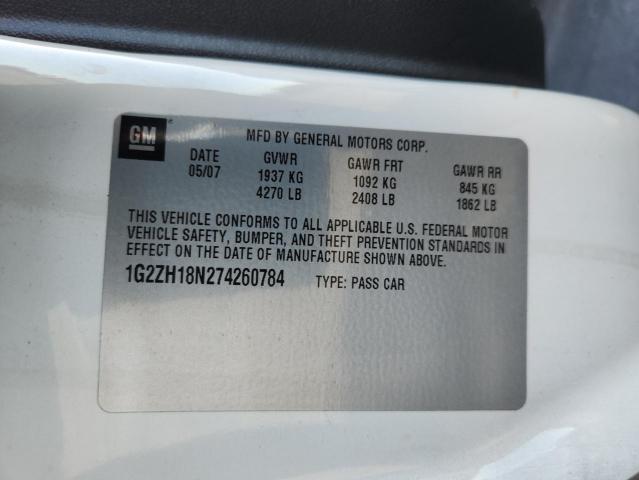 GM
MFD BY GENERAL MOTORS CORP.
DATE GVWR GAWR FRT GAWR RR
05/07 1937 KG 1092 KG 845 KG
4270 LB 2408 LB 1862 LB
THIS VEHICLE CONFORMS TO ALL APPLICABLE U.S. FEDERAL MOTOR
VEHICLE SAFETY, BUMPER, AND THEFT PREVENTION STANDARDS IN
EFFECT ON THE DATE OF MANUFACTURE SHOWN ABOVE.
1G2ZH18N274260784 TYPE: PASS CAR